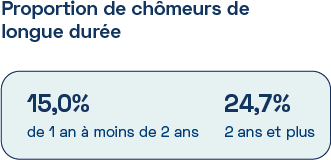 Proportion de chômeurs de
longue durée
15,0% 24,7%
de 1 an à moins de 2 ans 2 ans et plus